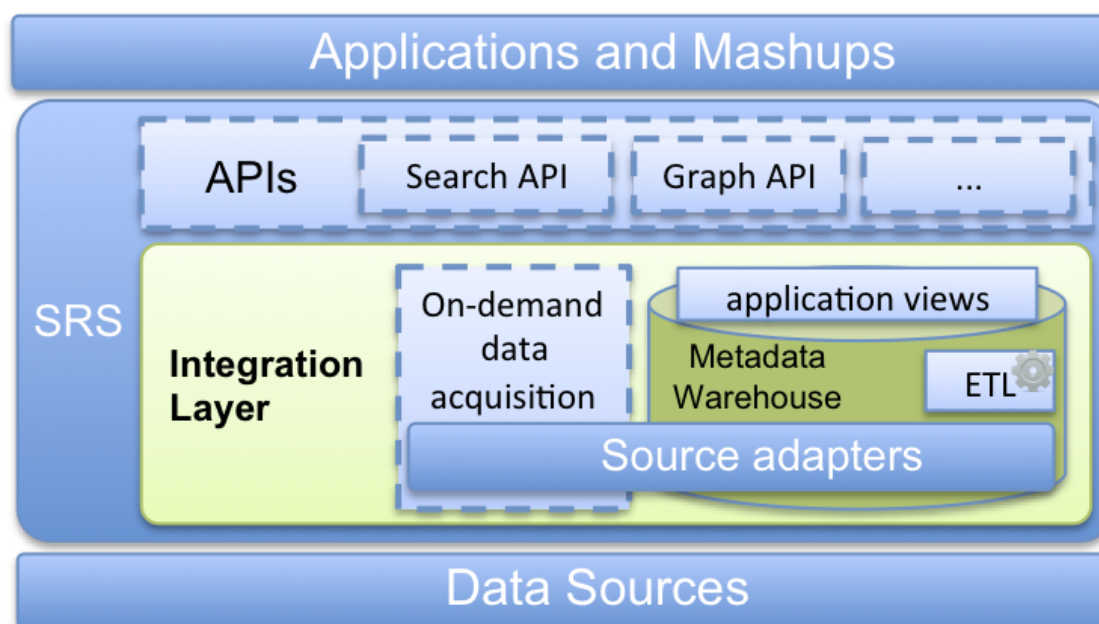 Applications and Mashups
APIs
Search API
Graph API
...
SRS
Integration
Layer
On-demand
data
acquisition
application views
Metadata
Warehouse
ETL
Source adapters
Data Sources